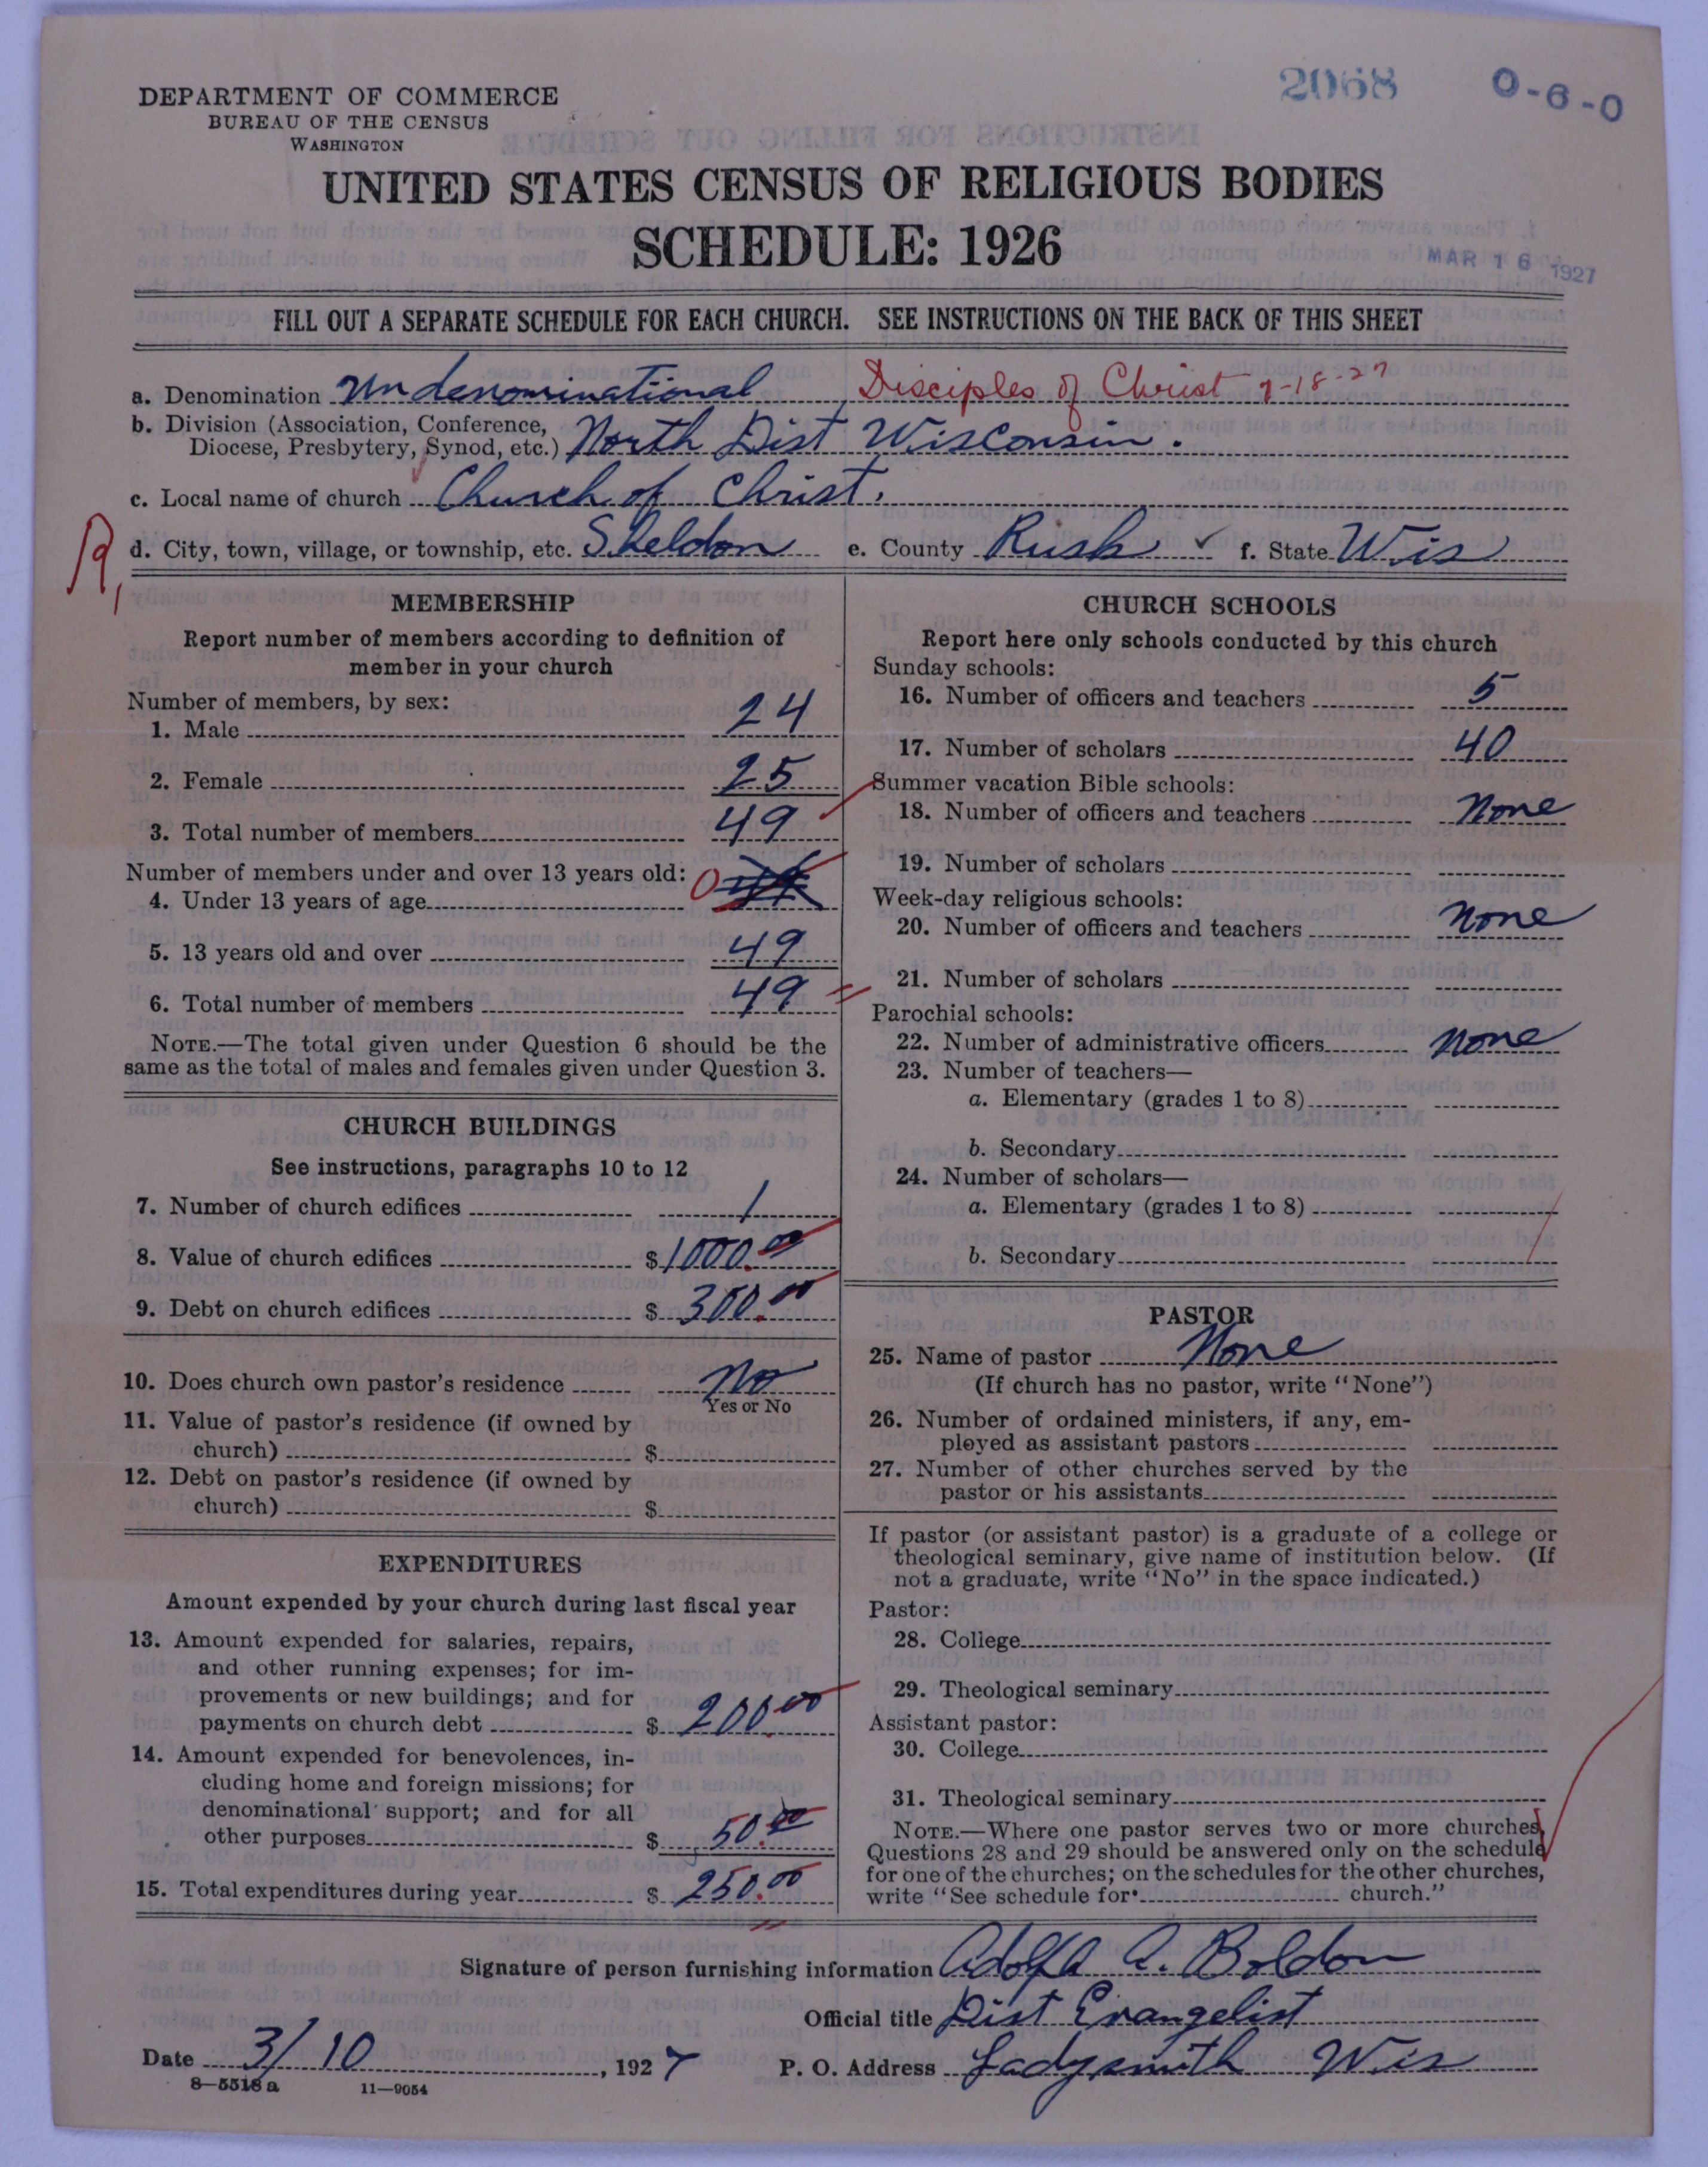 2068 0-6-0
DEPARTMENT OF COMMERCE
BUREAU OF THE CENSUS
WASHINGTON
UNITED STATES CENSUS OF RELIGIOUS BODIES
SCHEDULE: 1926
MAR 16 1927
FILL OUT A SEPARATE SCHEDULE FOR EACH CHURCH. SEE INSTRUCTIONS ON THE BACK OF THIS SHEET
a. Denomination Undenominational Disciples of Christ 7-18-27
b. Division (Association, Conference,
Diocese, Presbytery, Synod, etc.) North Dist Wisconsin.
c. Local name of church Church of Christ.
R, d. City, town, village, or township, etc. Sheldon e. County Rusk ✓ f. State Wis
MEMBERSHIP
Report number of members according to definition of
member in your church
Number of members, by sex:
1. Male 24
2. Female 25
3. Total number of members 49
Number of members under and over 13 years old:
4. Under 13 years of age 0
5. 13 years old and over 49
6. Total number of members 49
NOTE.—The total given under Question 6 should be the
same as the total of males and females given under Question 3.
CHURCH BUILDINGS
See instructions, paragraphs 10 to 12
7. Number of church edifices 1
8. Value of church edifices $1000.00
9. Debt on church edifices $ 300.00
10. Does church own pastor's residence No
Yes or No
11. Value of pastor's residence (if owned by
church) $
12. Debt on pastor's residence (if owned by
church) $
EXPENDITURES
Amount expended by your church during last fiscal year
13. Amount expended for salaries, repairs,
and other running expenses; for im-
provements or new buildings; and for
payments on church debt $ 200.00
14. Amount expended for benevolences, in-
cluding home and foreign missions; for
denominational support; and for all
other purposes $ 50.00
15. Total expenditures during year $ 250.00
CHURCH SCHOOLS
Report here only schools conducted by this church
Sunday schools:
16. Number of officers and teachers 5
17. Number of scholars 40
Summer vacation Bible schools:
18. Number of officers and teachers None
19. Number of scholars
Week-day religious schools:
20. Number of officers and teachers None
21. Number of scholars
Parochial schools:
22. Number of administrative officers None
23. Number of teachers—
a. Elementary (grades 1 to 8)
b. Secondary
24. Number of scholars—
a. Elementary (grades 1 to 8)
b. Secondary
PASTOR
25. Name of pastor None
(If church has no pastor, write "None")
26. Number of ordained ministers, if any, em-
ployed as assistant pastors
27. Number of other churches served by the
pastor or his assistants
If pastor (or assistant pastor) is a graduate of a college or
theological seminary, give name of institution below. (If
not a graduate, write "No" in the space indicated.)
Pastor:
28. College
29. Theological seminary
Assistant pastor:
30. College
31. Theological seminary
NOTE.—Where one pastor serves two or more churches,
Questions 28 and 29 should be answered only on the schedule
for one of the churches; on the schedules for the other churches,
write "See schedule for church."
Signature of person furnishing information Adolfh A. Boldon
Official title Dist Evangelist
Date 3/10, 1927 P. O. Address Ladysmith Wis
8—5518a 11—9054